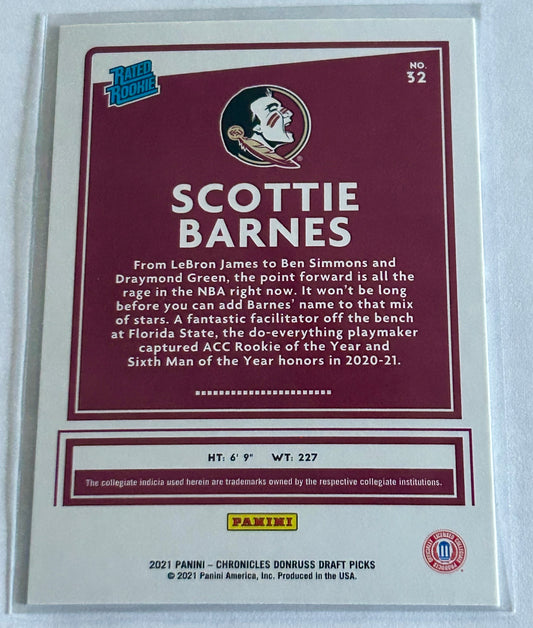 RATED
ROOKIE
NO.
32
SCOTTIE
BARNES
From LeBron James to Ben Simmons and
Draymond Green, the point forward is all the
rage in the NBA right now. It won't be long
before you can add Barnes' name to that mix
of stars. A fantastic facilitator off the bench
at Florida State, the do-everything playmaker
captured ACC Rookie of the Year and
Sixth Man of the Year honors in 2020-21.
HT: 6' 9" WT: 227
The collegiate indicia used herein are trademarks owned by the respective collegiate institutions.
PANINI
2021 PANINI – CHRONICLES DONRUSS DRAFT PICKS
© 2021 Panini America, Inc. Produced in the USA.
OFFICIALLY LICENSED COLLEGIATE PRODUCTS